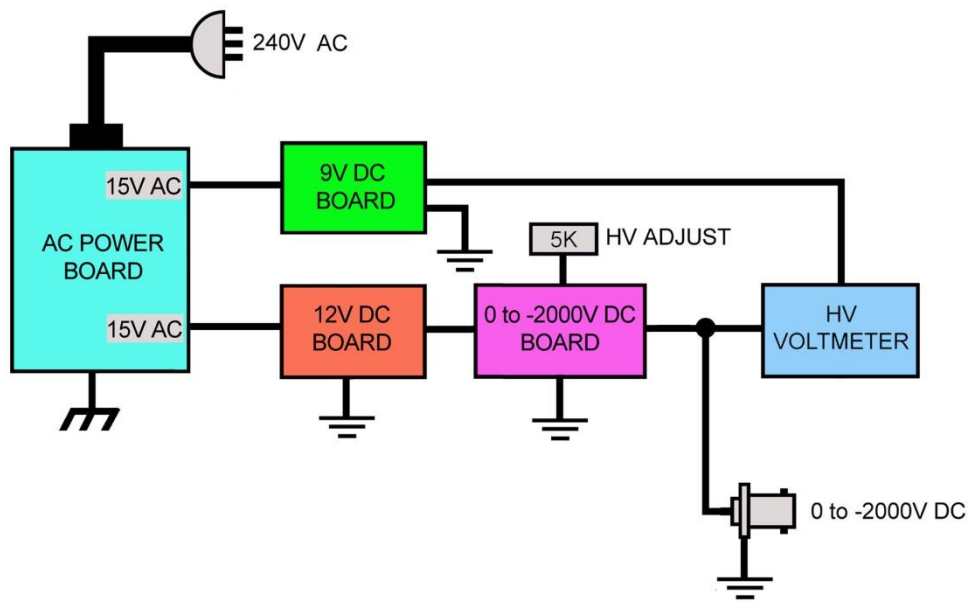 240V AC
15V AC
9V DC
BOARD
AC POWER
BOARD
5K
HV ADJUST
15V AC
12V DC
BOARD
0 to -2000V DC
BOARD
HV
VOLTMETER
0 to -2000V DC